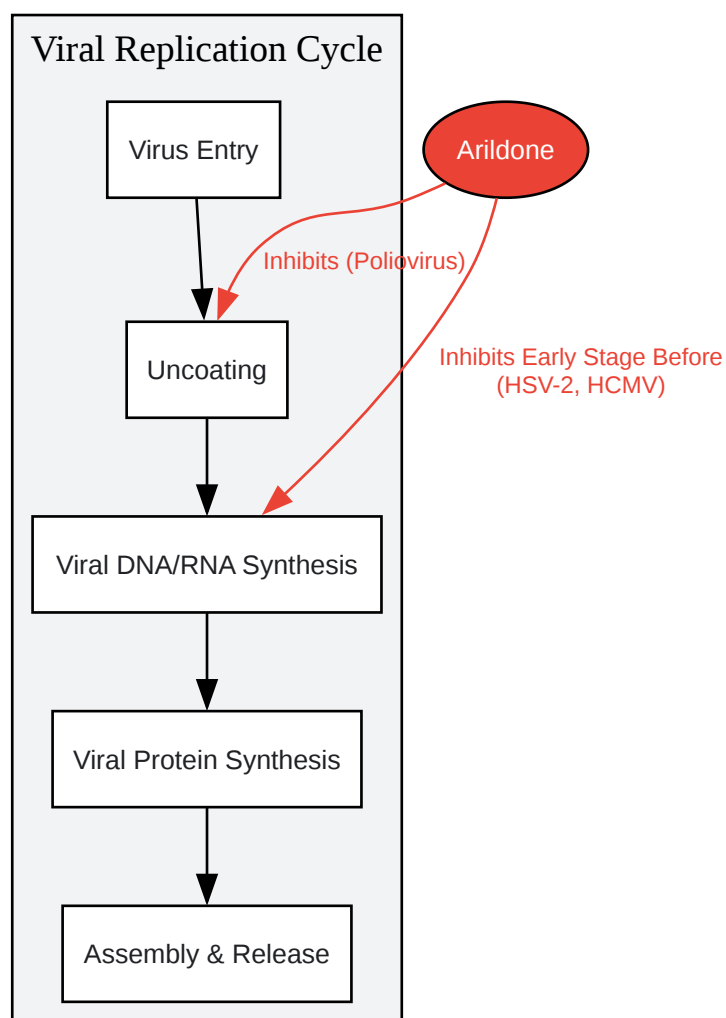 Viral Replication Cycle
Virus Entry
Arildone
Inhibits (Poliovirus)
Uncoating
Inhibits Early Stage Before
(HSV-2, HCMV)
Viral DNA/RNA Synthesis
Viral Protein Synthesis
Assembly & Release